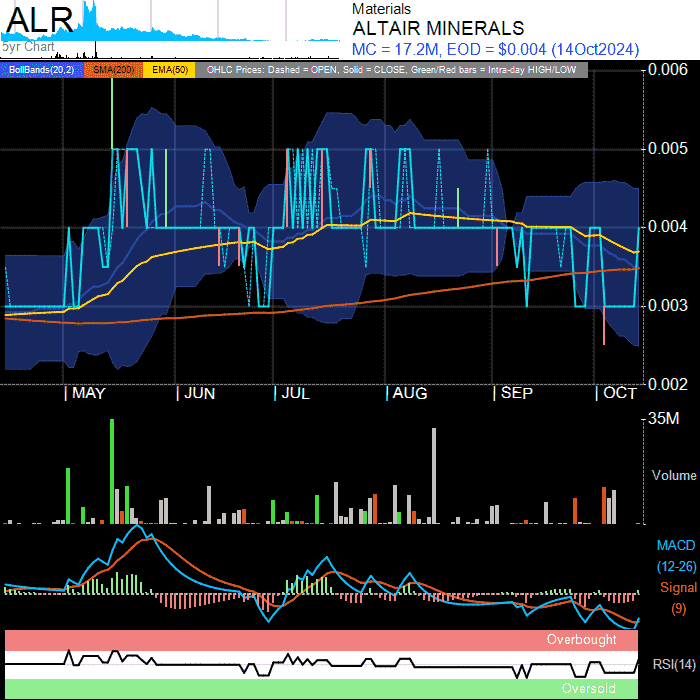 ALR
5yr Chart
Materials
ALTAIR MINERALS
MC = 17.2M, EOD = $0.004 (14Oct2024)
BollBands(20,2) SMA(200) EMA(50) OHLC Prices: Dashed = OPEN, Solid = CLOSE, Green/Red bars = Intra-day HIGH/LOW
0.006
0.005
0.004
0.003
0.002
MAY JUN JUL AUG SEP OCT
35M
Volume
MACD
(12-26)
Signal
(9)
Overbought
RSI(14)
Oversold